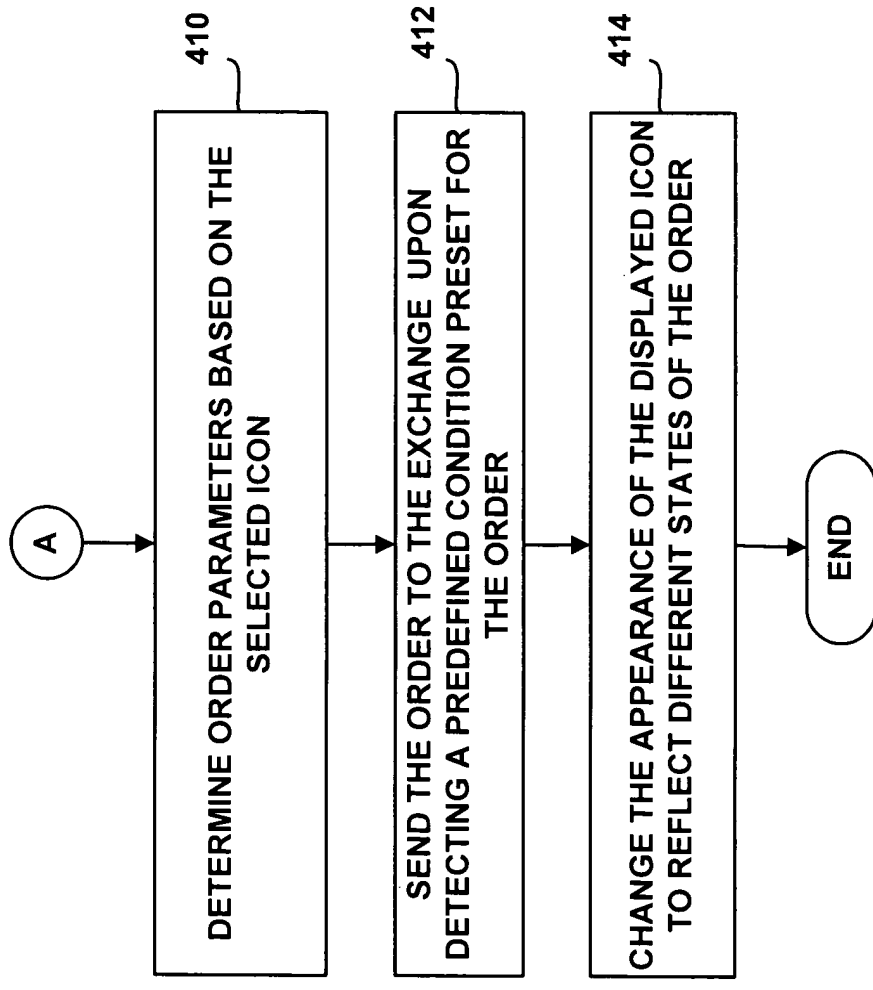 A
410
DETERMINE ORDER PARAMETERS BASED ON THE
SELECTED ICON
412
SEND THE ORDER TO THE EXCHANGE UPON
DETECTING A PREDEFINED CONDITION PRESET FOR
THE ORDER
414
CHANGE THE APPEARANCE OF THE DISPLAYED ICON
TO REFLECT DIFFERENT STATES OF THE ORDER
END